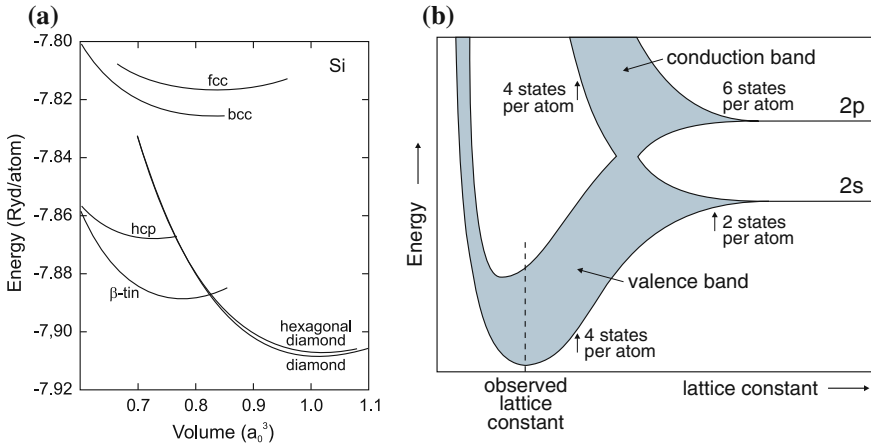 (a)
-7.80
-7.82
-7.84
-7.86
-7.88
-7,90
-7.92
Energy (Ryd/atom)
Si
fcc
bcc
hcp
β-tin
hexagonal
diamond
diamond
0.7
0.8
0.9
1.0
1.1
Volume (a₀³)
(b)
conduction band
4 states
per atom
6 states
per atom
2p
2s
2 states
per atom
valence band
4 states
per atom
Energy
observed
lattice
constant
lattice constant